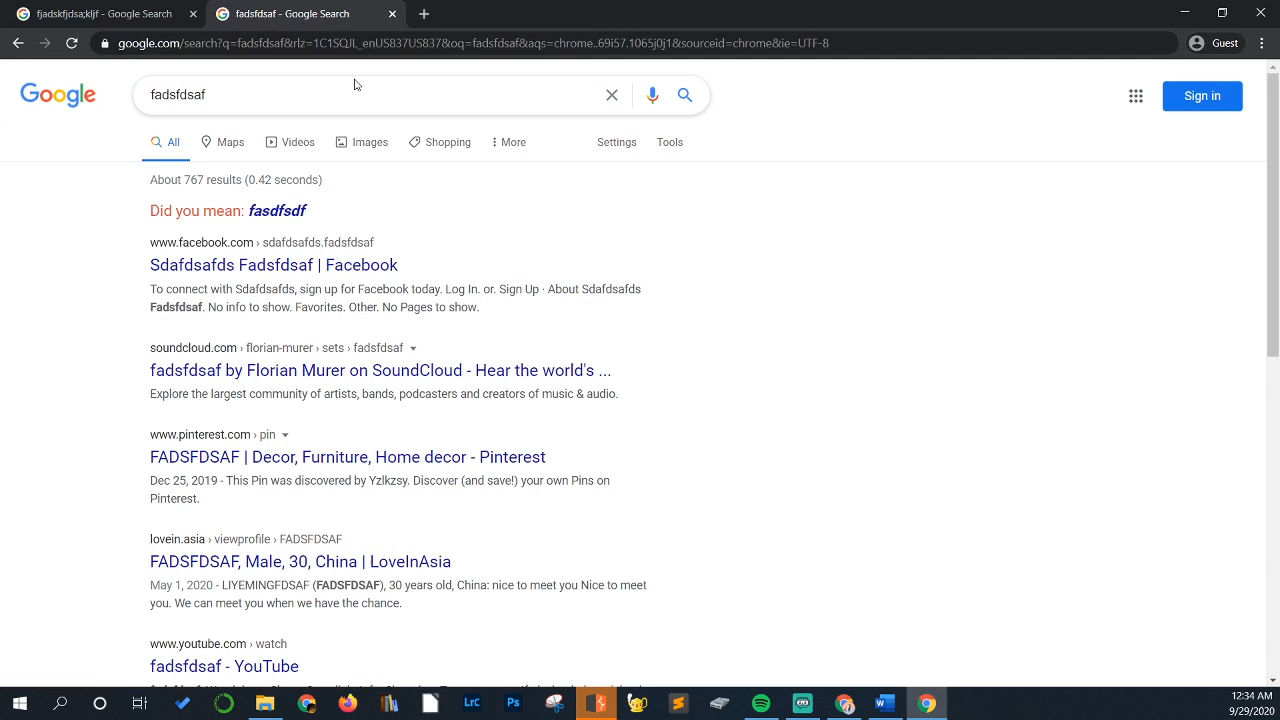 fjadskfjdsa;kljf - Google Search
fadsfdsaf - Google Search
google.com/search?q=fadsfdsaf&rlz=1C1SQJL_enUS837US837&oq=fadsfdsaf&aqs=chrome..69i57.1065j0j1&sourceid=chrome&ie=UTF-8
Guest
Google
fadsfdsaf
Sign in
All
Maps
Videos
Images
Shopping
More
Settings
Tools
About 767 results (0.42 seconds)
Did you mean: fasdfsdf
www.facebook.com › sdafdsafds.fadsfdsaf
Sdafdsafds Fadsfdsaf | Facebook
To connect with Sdafdsafds, sign up for Facebook today. Log In. or. Sign Up · About Sdafdsafds
Fadsfdsaf. No info to show. Favorites. Other. No Pages to show.
soundcloud.com › florian-murer › sets › fadsfdsaf
fadsfdsaf by Florian Murer on SoundCloud - Hear the world's ...
Explore the largest community of artists, bands, podcasters and creators of music & audio.
www.pinterest.com › pin
FADSFDSAF | Decor, Furniture, Home decor - Pinterest
Dec 25, 2019 - This Pin was discovered by Yzlkzsy. Discover (and save!) your own Pins on
Pinterest.
lovein.asia › viewprofile › FADSFDSAF
FADSFDSAF, Male, 30, China | LoveInAsia
May 1, 2020 - LIYEMINGFDSAF (FADSFDSAF), 30 years old, China: nice to meet you Nice to meet
you. We can meet you when we have the chance.
www.youtube.com › watch
fadsfdsaf - YouTube
LrC
Ps
12:34 AM
9/29/2020